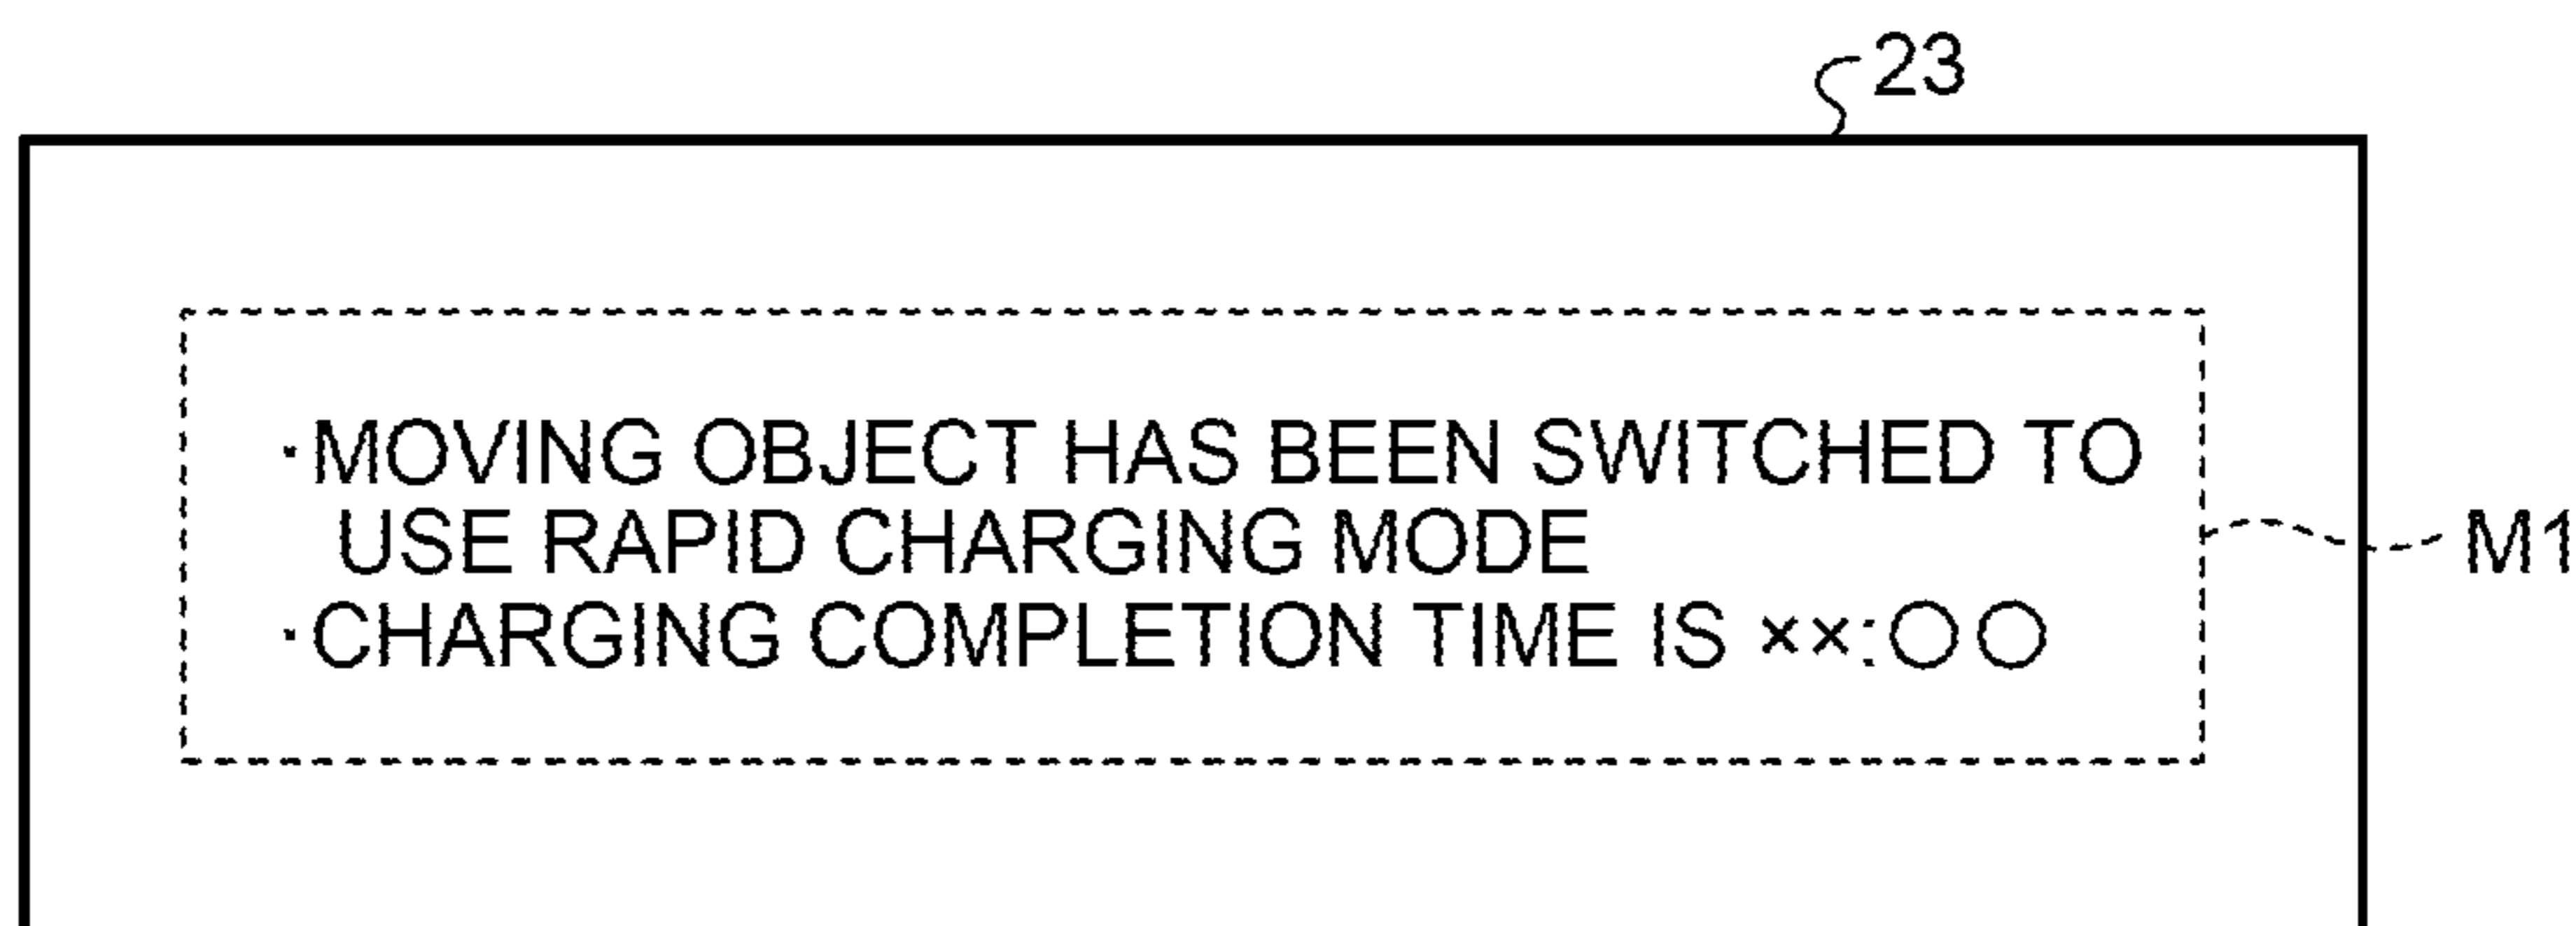 23
·MOVING OBJECT HAS BEEN SWITCHED TO
USE RAPID CHARGING MODE
M1
·CHARGING COMPLETION TIME IS ××:○○